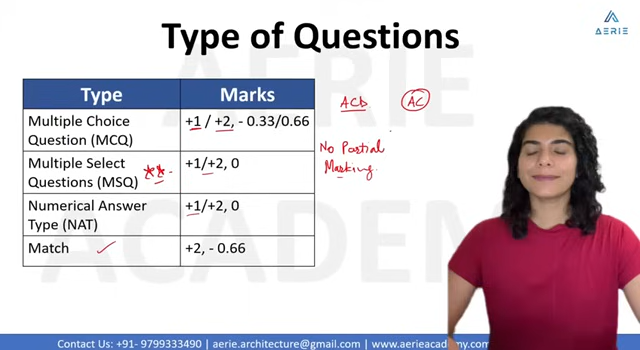 AERIE
Type of Questions
Type Marks
Multiple Choice Question (MCQ) +1 / +2, - 0.33/0.66
Multiple Select Questions (MSQ) ** - +1/+2, 0
Numerical Answer Type (NAT) +1/+2, 0
Match +2, - 0.66
ACD AC
No Partial
Marking.
AERIE
ACADEM
Contact Us: +91- 9799333490 | aerie.architecture@gmail.com | www.aerieacademy.com